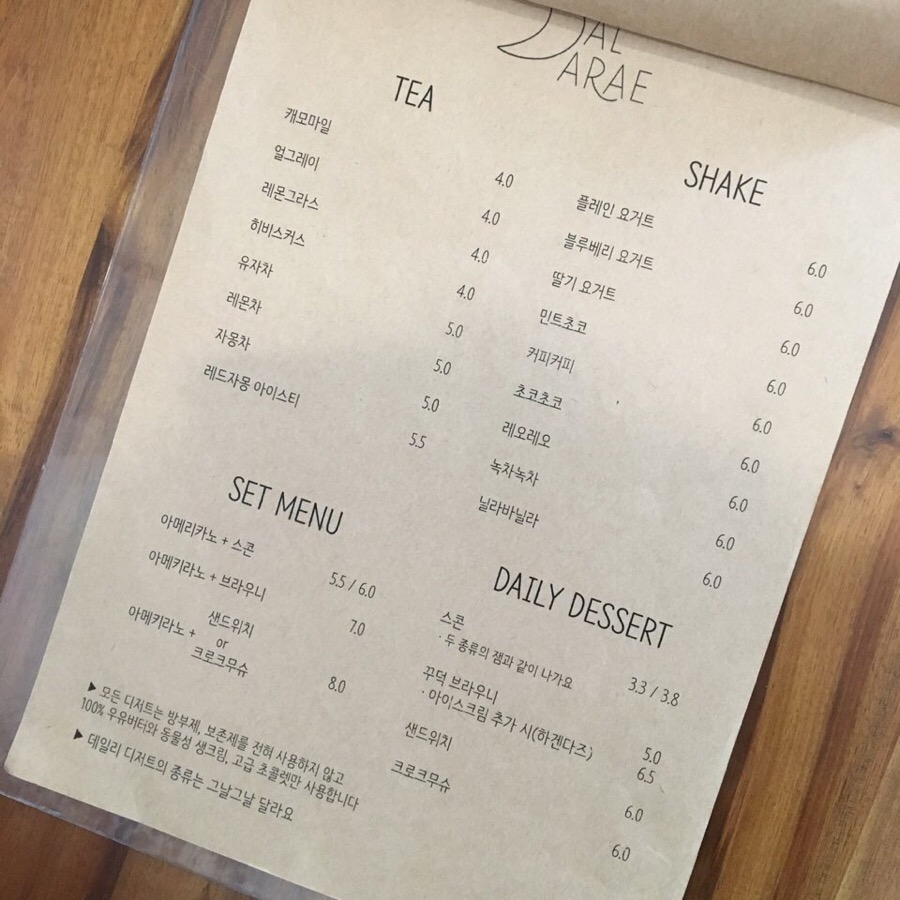 DAL
ARAE
TEA
캐모마일 4.0
얼그레이 4.0
레몬그라스 4.0
히비스커스 4.0
유자차 5.0
레몬차 5.0
자몽차 5.0
레드자몽 아이스티 5.5
SHAKE
플레인 요거트 6.0
블루베리 요거트 6.0
딸기 요거트 6.0
민트초코 6.0
커피커피 6.0
초코초코 6.0
레오레오 6.0
녹차녹차 6.0
닐라바닐라 6.0
SET MENU
아메리카노 + 스콘 5.5 / 6.0
아메키라노 + 브라우니 7.0
샌드위치
아메키라노 + or 8.0
크로크무슈
▶ 모든 디저트는 방부제, 보존제를 전혀 사용하지 않고
100% 우유버터와 동물성 생크림, 고급 초콜렛만 사용합니다
▶ 데일리 디저트의 종류는 그날그날 달라요
DAILY DESSERT
스콘 3.3 / 3.8
· 두 종류의 잼과 같이 나가요
꾸덕 브라우니 5.0
· 아이스크림 추가 시(하겐다즈) 6.5
샌드위치 6.0
크로크무슈 6.0